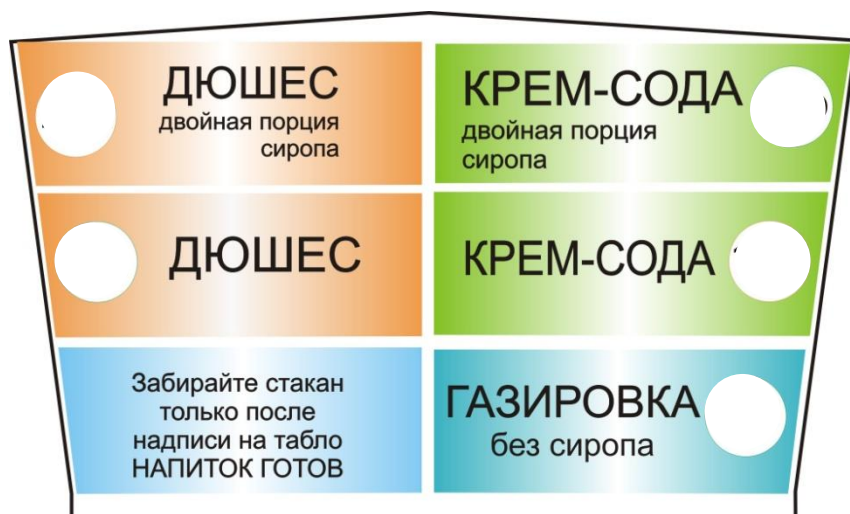 ДЮШЕС
двойная порция
сиропа
КРЕМ-СОДА
двойная порция
сиропа
ДЮШЕС
КРЕМ-СОДА
Забирайте стакан
только после
надписи на табло
НАПИТОК ГОТОВ
ГАЗИРОВКА
без сиропа